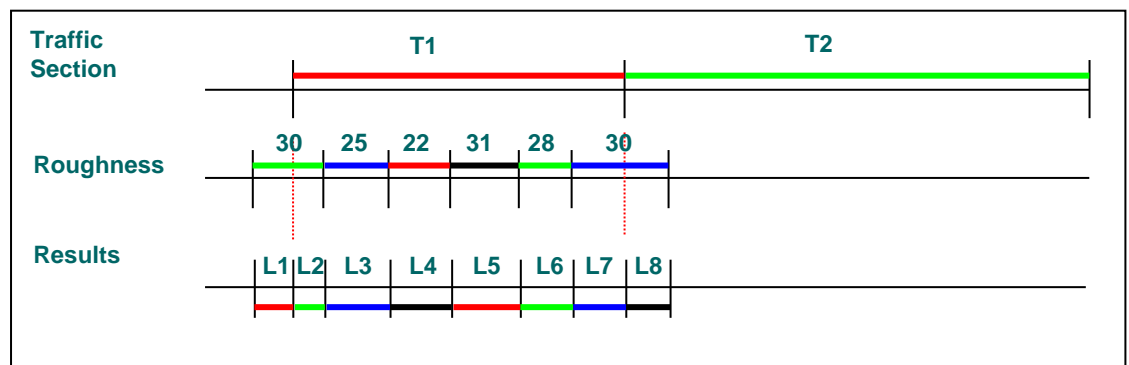 Traffic
Section
T1 T2
30 25 22 31 28 30
Roughness
Results
L1 L2 L3 L4 L5 L6 L7 L8